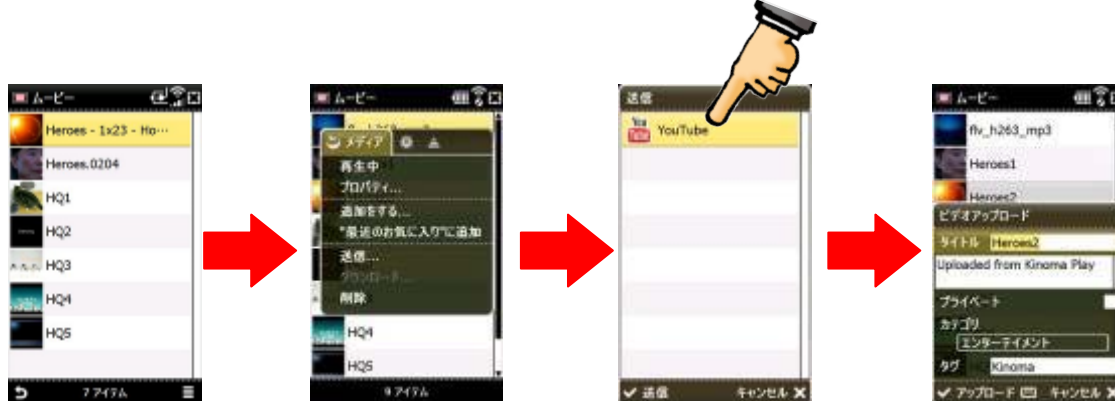 ムービー
Heroes - 1x23 - Ho…
Heroes.0204
HQ1
HQ2
HQ3
HQ4
HQ5
7 アイテム
ムービー
メディア
再生中
プロパティ...
追加をする...
"最近のお気に入り"に追加
送信...
ダウンロード...
削除
HQ4
HQ5
9 アイテム
送信
You Tube YouTube
送信 キャンセル
ムービー
flv_h263_mp3
Heroes1
Heroes2
ビデオアップロード
タイトル Heroes2
Uploaded from Kinoma Play
プライベート
カテゴリ
エンターテイメント
タグ Kinoma
アップロード キャンセル